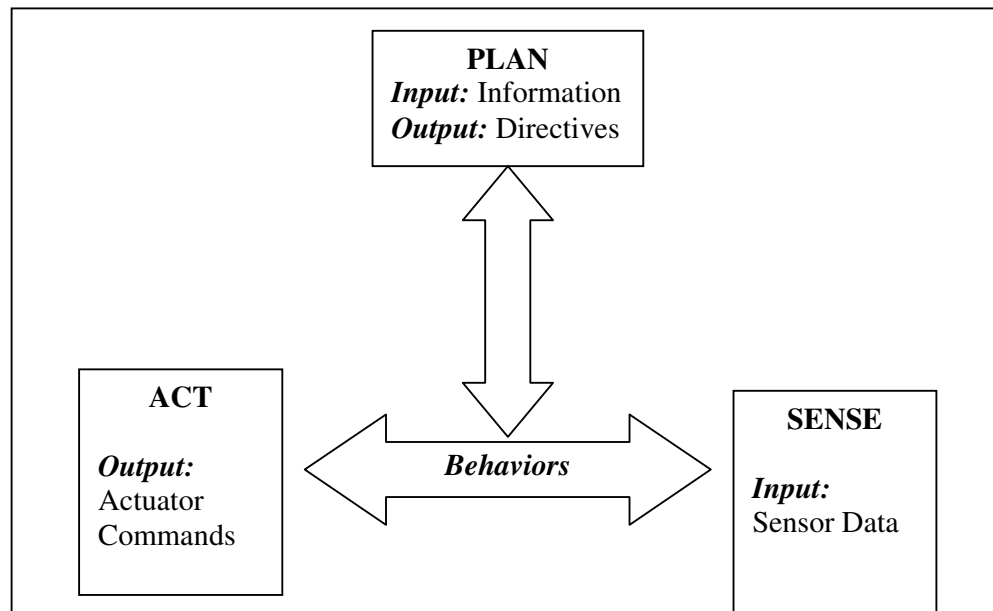 PLAN
Input: Information
Output: Directives
ACT
Output:
Actuator
Commands
Behaviors
SENSE
Input:
Sensor Data